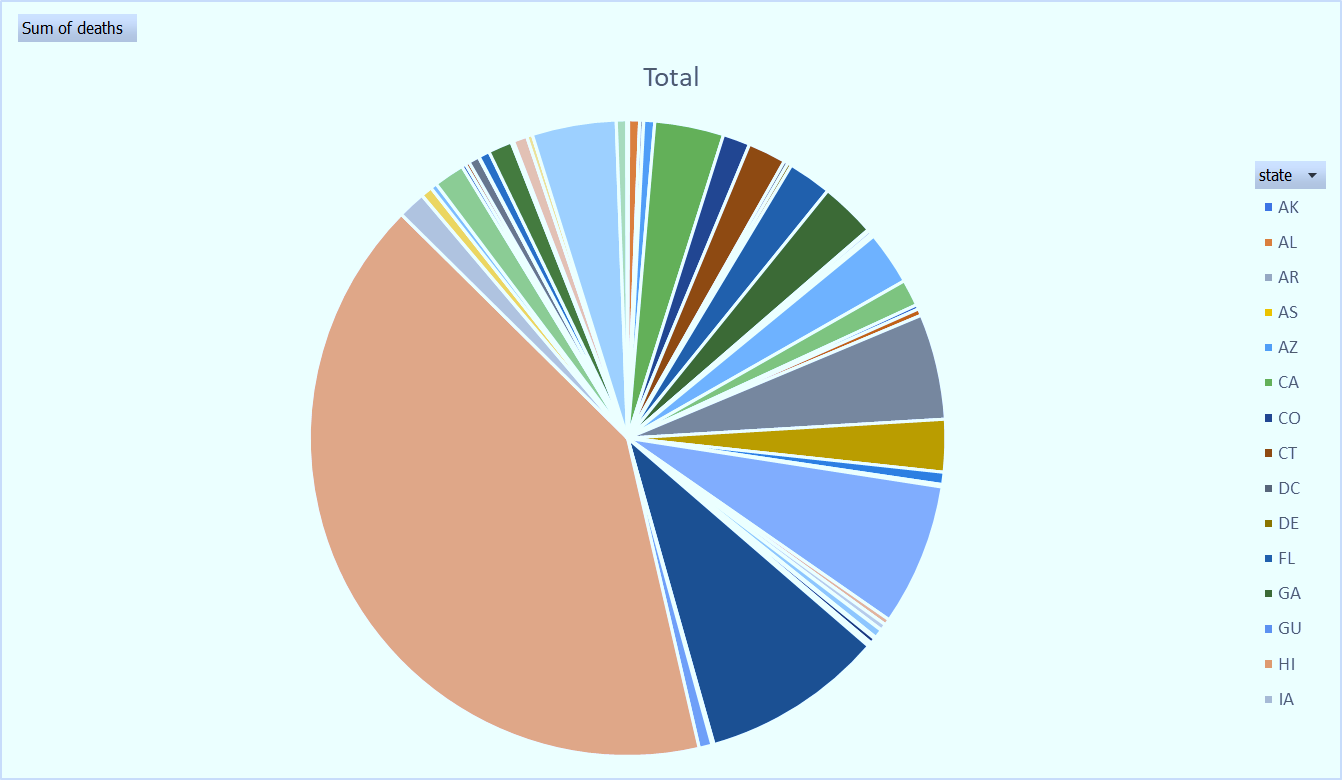 Sum of deaths
Total
state
AK
AL
AR
AS
AZ
CA
CO
CT
DC
DE
FL
GA
GU
HI
IA